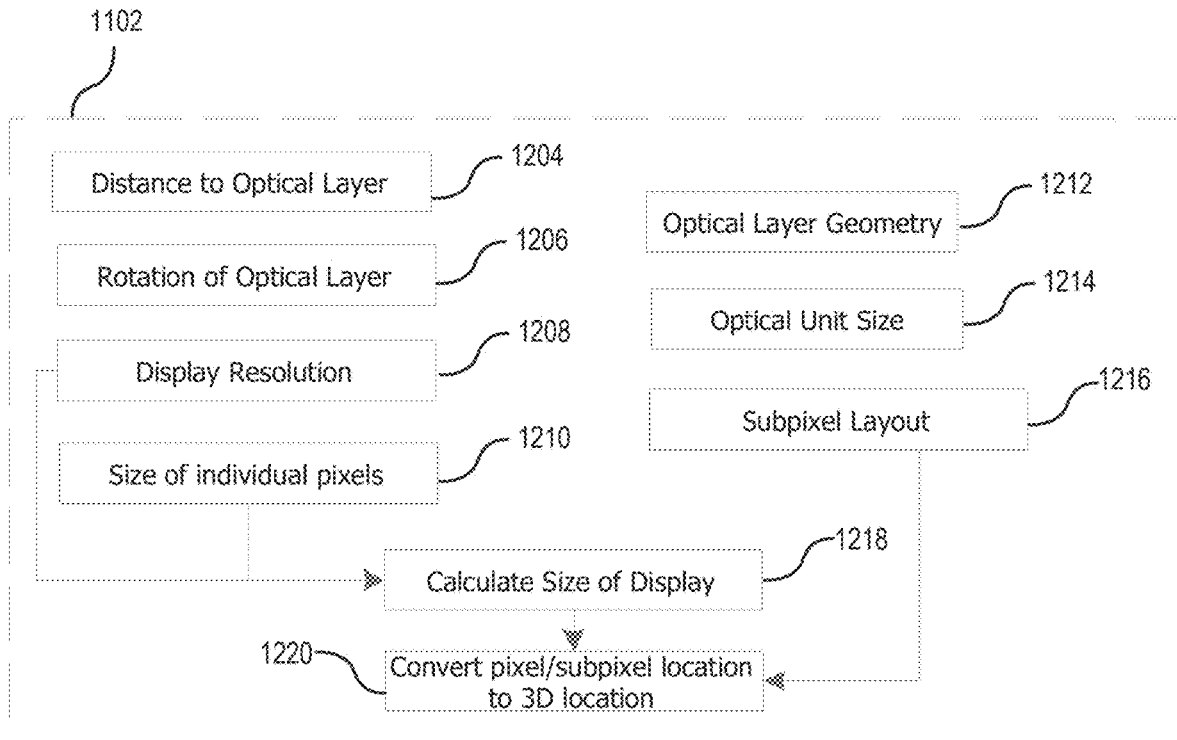 1102
Distance to Optical Layer
1204
Rotation of Optical Layer
1206
Display Resolution
1208
Size of individual pixels
1210
Optical Layer Geometry
1212
Optical Unit Size
1214
Subpixel Layout
1216
Calculate Size of Display
1218
1220
Convert pixel/subpixel location
to 3D location